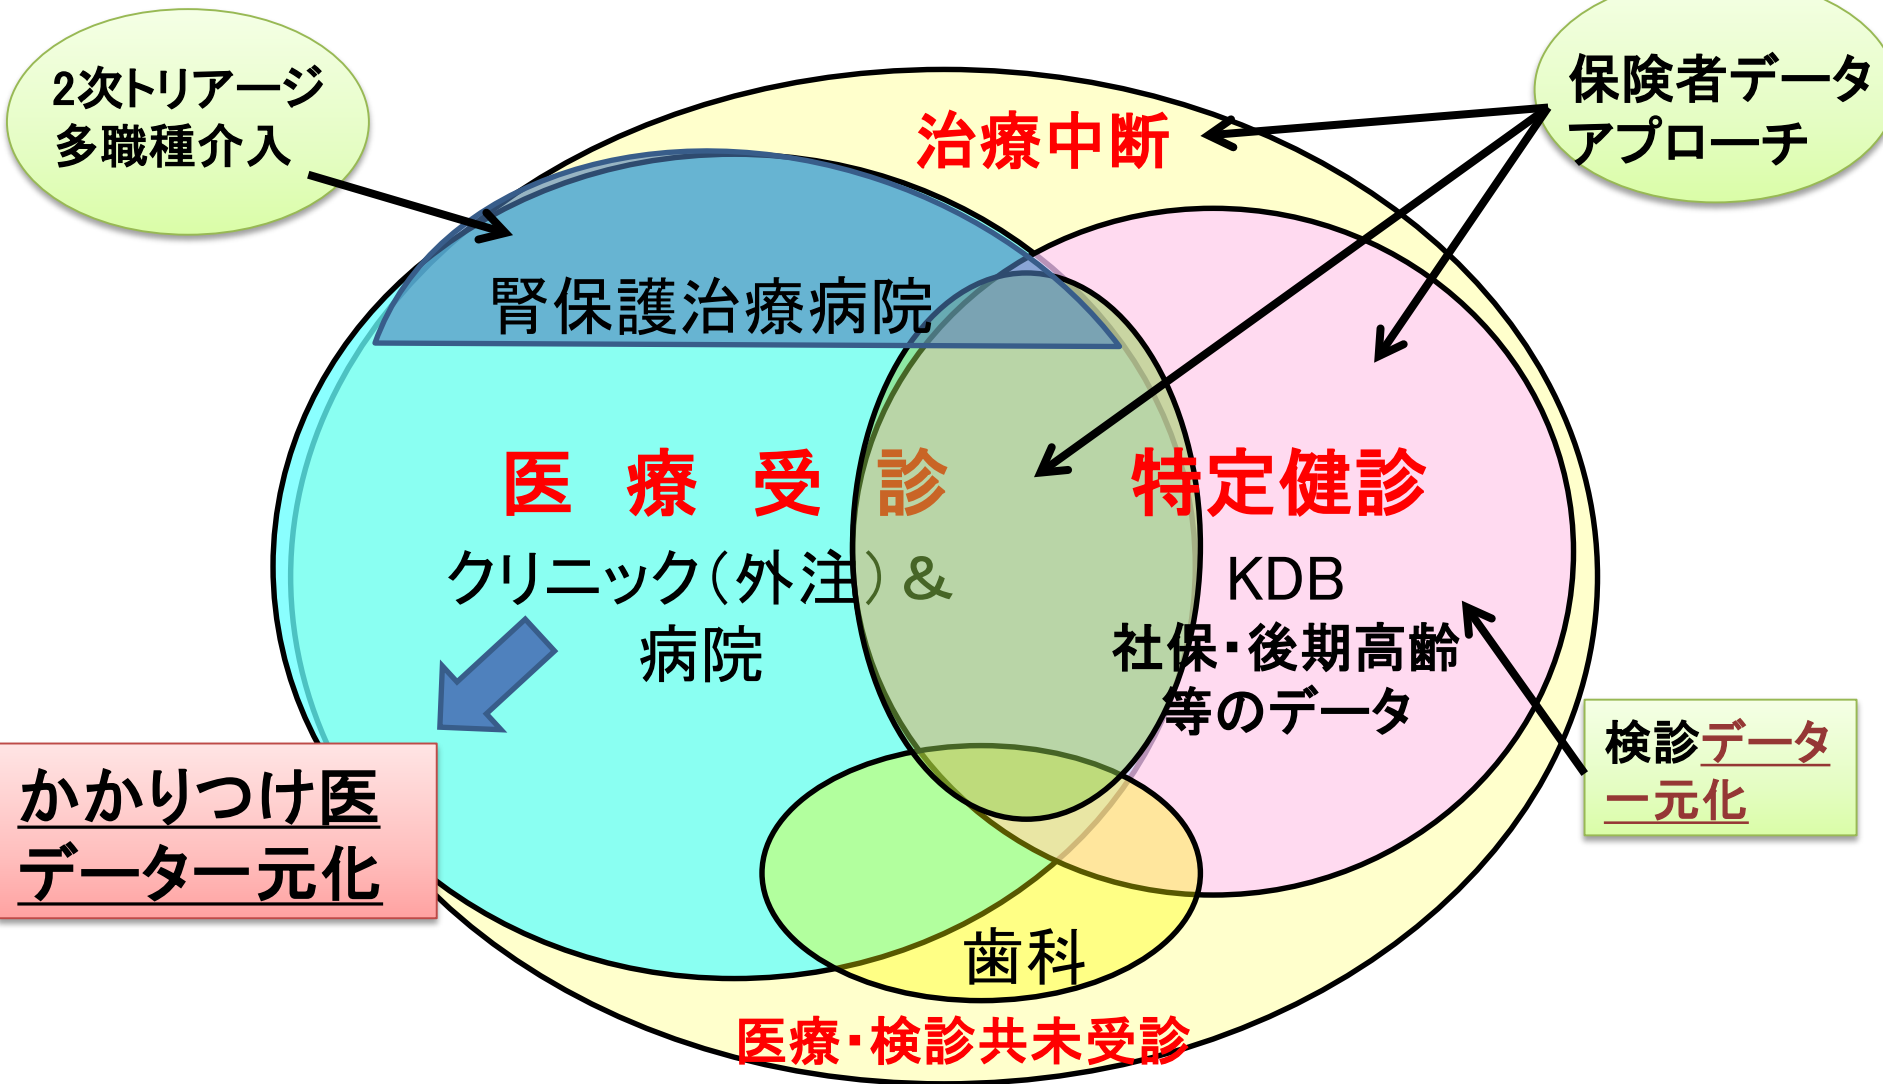 2次トリアージ
多職種介入
保険者データ
アプローチ
治療中断
腎保護治療病院
医　療　受　診
特定健診
クリニック（外注）＆
病院
KDB
社保・後期高齢
等のデータ
検診データ
一元化
かかりつけ医
データ一元化
歯科
医療・検診共未受診